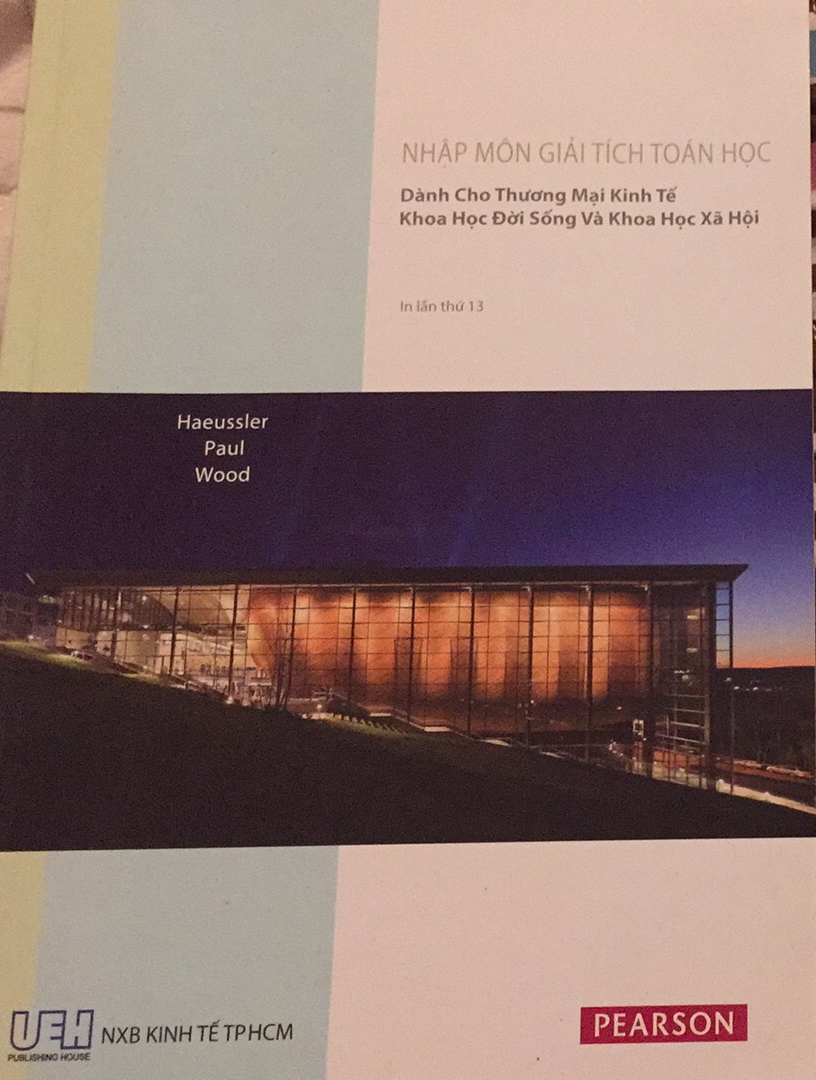 NHẬP MÔN GIẢI TÍCH TOÁN HỌC
Dành Cho Thương Mại Kinh Tế
Khoa Học Đời Sống Và Khoa Học Xã Hội
In lần thứ 13
Haeussler
Paul
Wood
UEH
PUBLISHING HOUSE
NXB KINH TẾ TP HCM
PEARSON